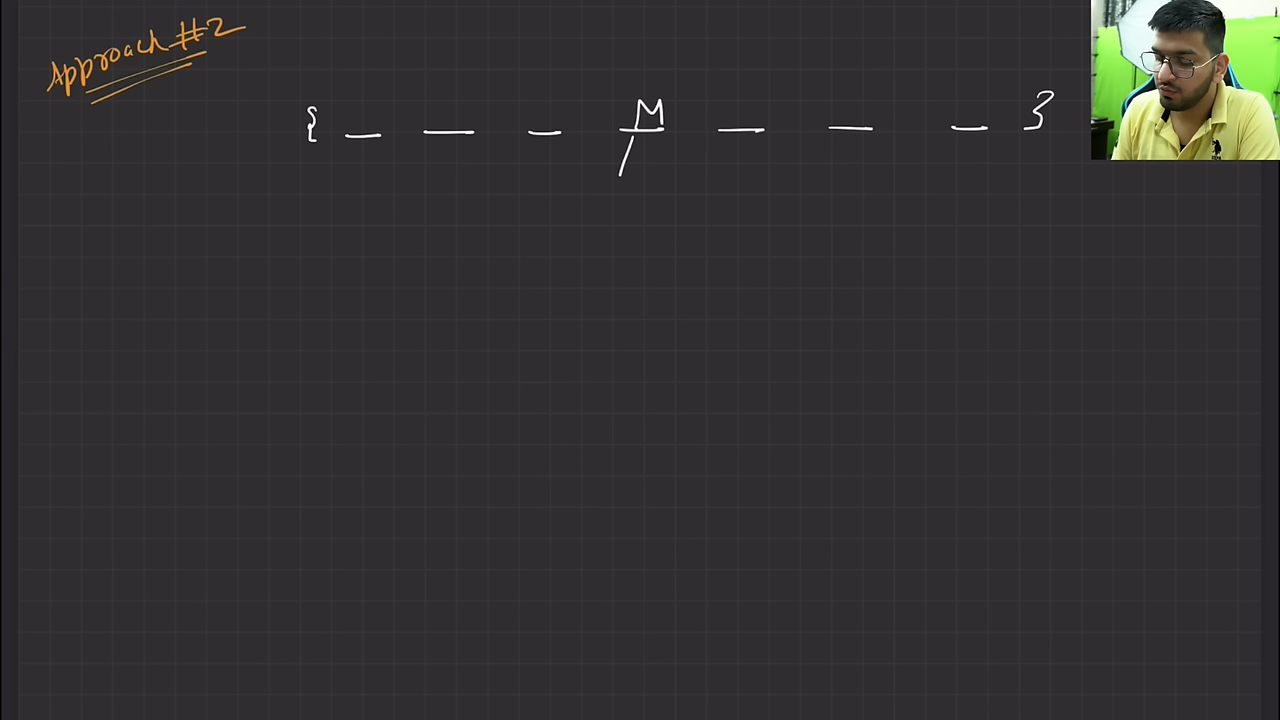 Approach #2
{ _ _ _ M _ _ _ }